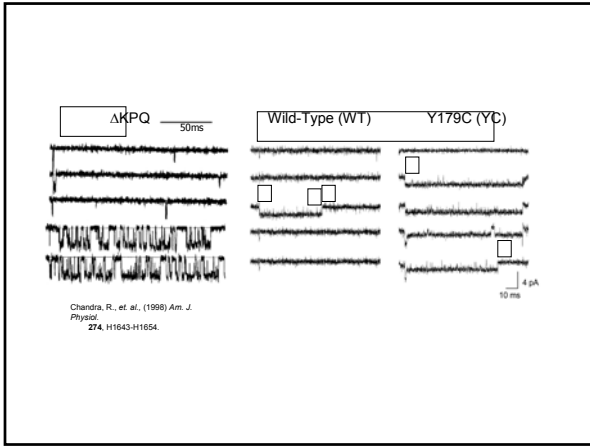 ΔKPQ
50ms
Wild-Type (WT)
Y179C (YC)
4 pA
10 ms
Chandra, R., et. al., (1998) Am. J.
Physiol.
274, H1643-H1654.